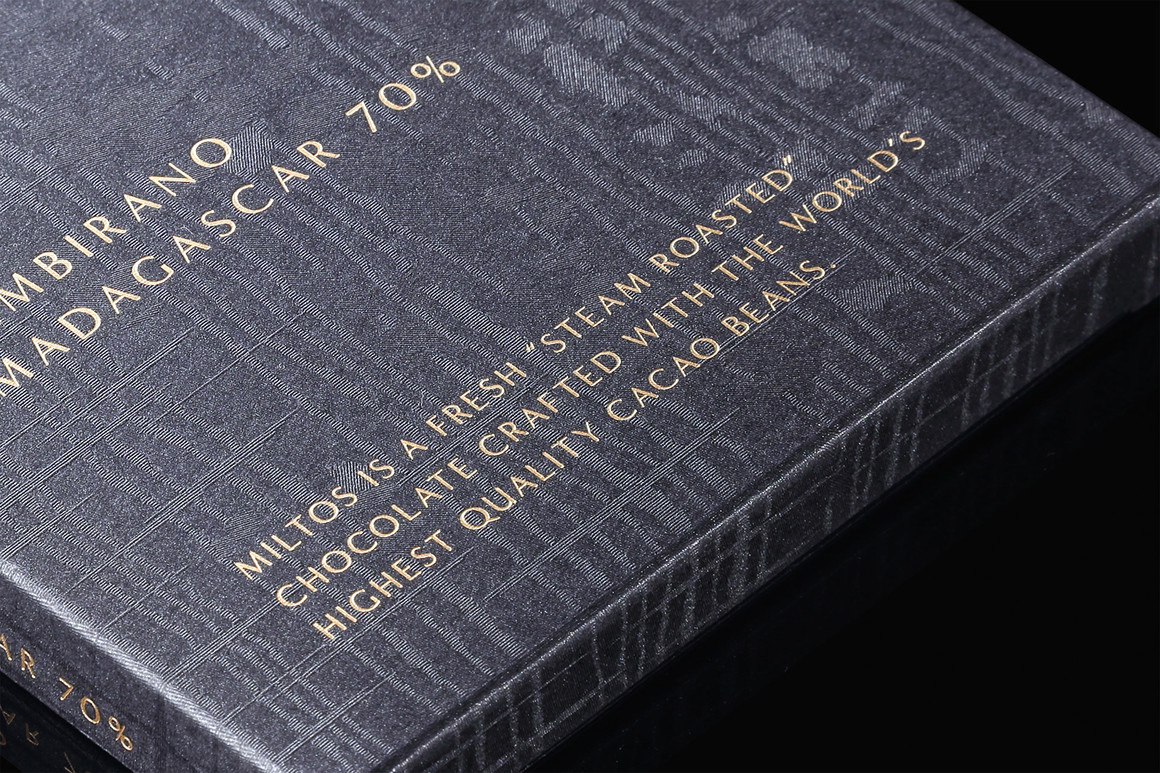 MBIRANO
MADAGASCAR 70%
MILTOS IS A FRESH “STEAM ROASTED”
CHOCOLATE CRAFTED WITH THE WORLD'S
HIGHEST QUALITY CACAO BEANS.
AR 70%